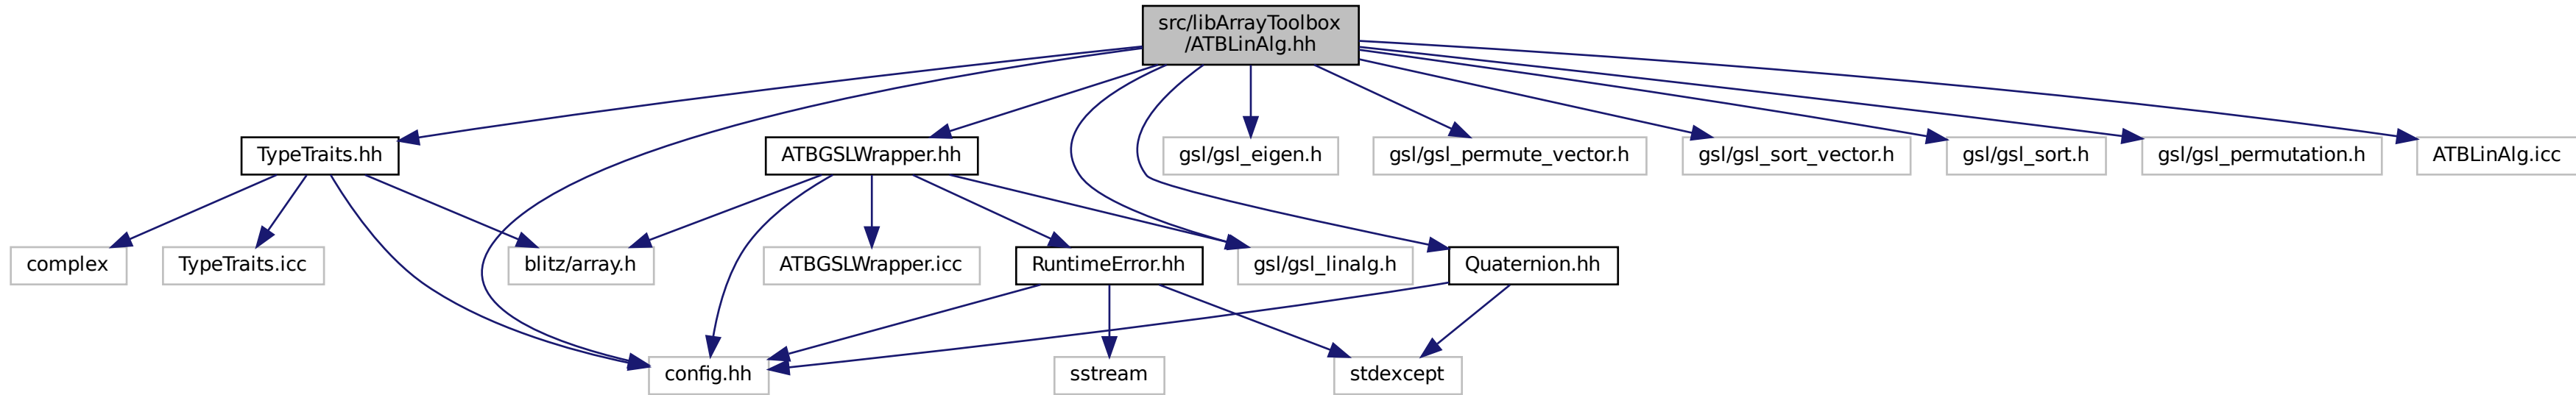 src/libArrayToolbox
/ATBLinAlg.hh
TypeTraits.hh
ATBGSLWrapper.hh
gsl/gsl_eigen.h
gsl/gsl_permute_vector.h
gsl/gsl_sort_vector.h
gsl/gsl_sort.h
gsl/gsl_permutation.h
ATBLinAlg.icc
complex
TypeTraits.icc
blitz/array.h
ATBGSLWrapper.icc
RuntimeError.hh
gsl/gsl_linalg.h
Quaternion.hh
config.hh
sstream
stdexcept